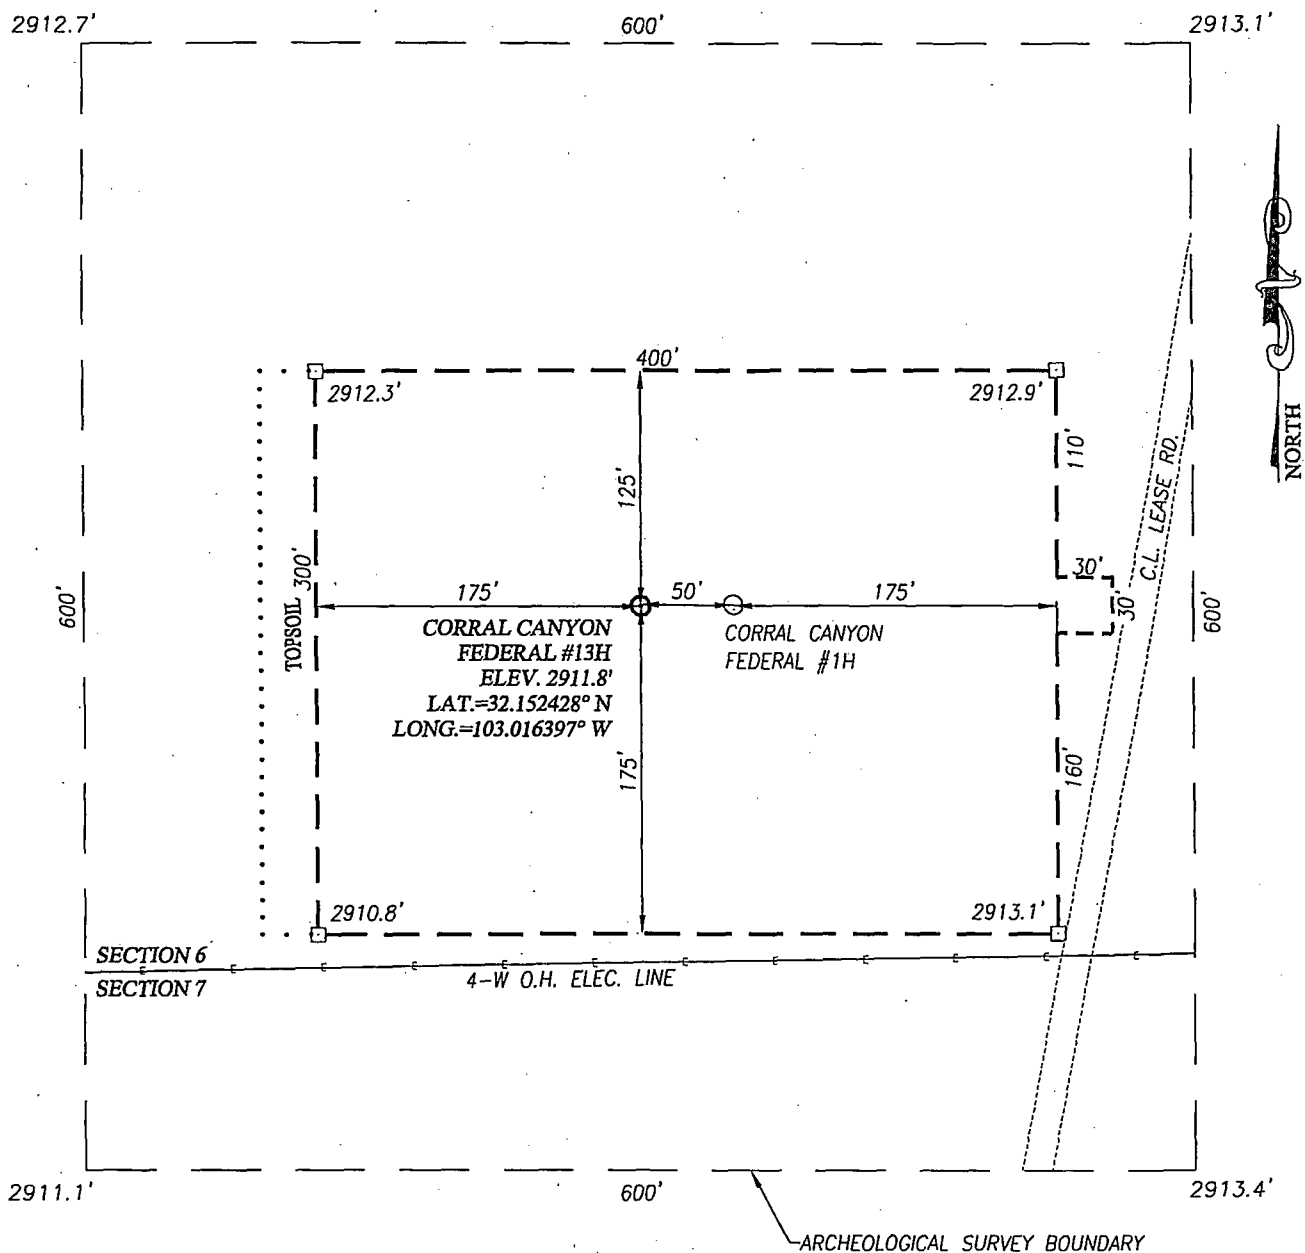 2912.7'
600'
2913.1'
400'
2912.3'
2912.9'
110'
125'
C.L. LEASE RD.
NORTH
30'
30'
600'
TOPSOIL
300'
175'
50'
175'
600'
CORRAL CANYON
FEDERAL #13H
ELEV. 2911.8'
LAT.=32.152428° N
LONG.=103.016397° W
CORRAL CANYON
FEDERAL #1H
175'
160'
2910.8'
2913.1'
SECTION 6
SECTION 7
4-W O.H. ELEC. LINE
2911.1'
600'
2913.4'
ARCHEOLOGICAL SURVEY BOUNDARY